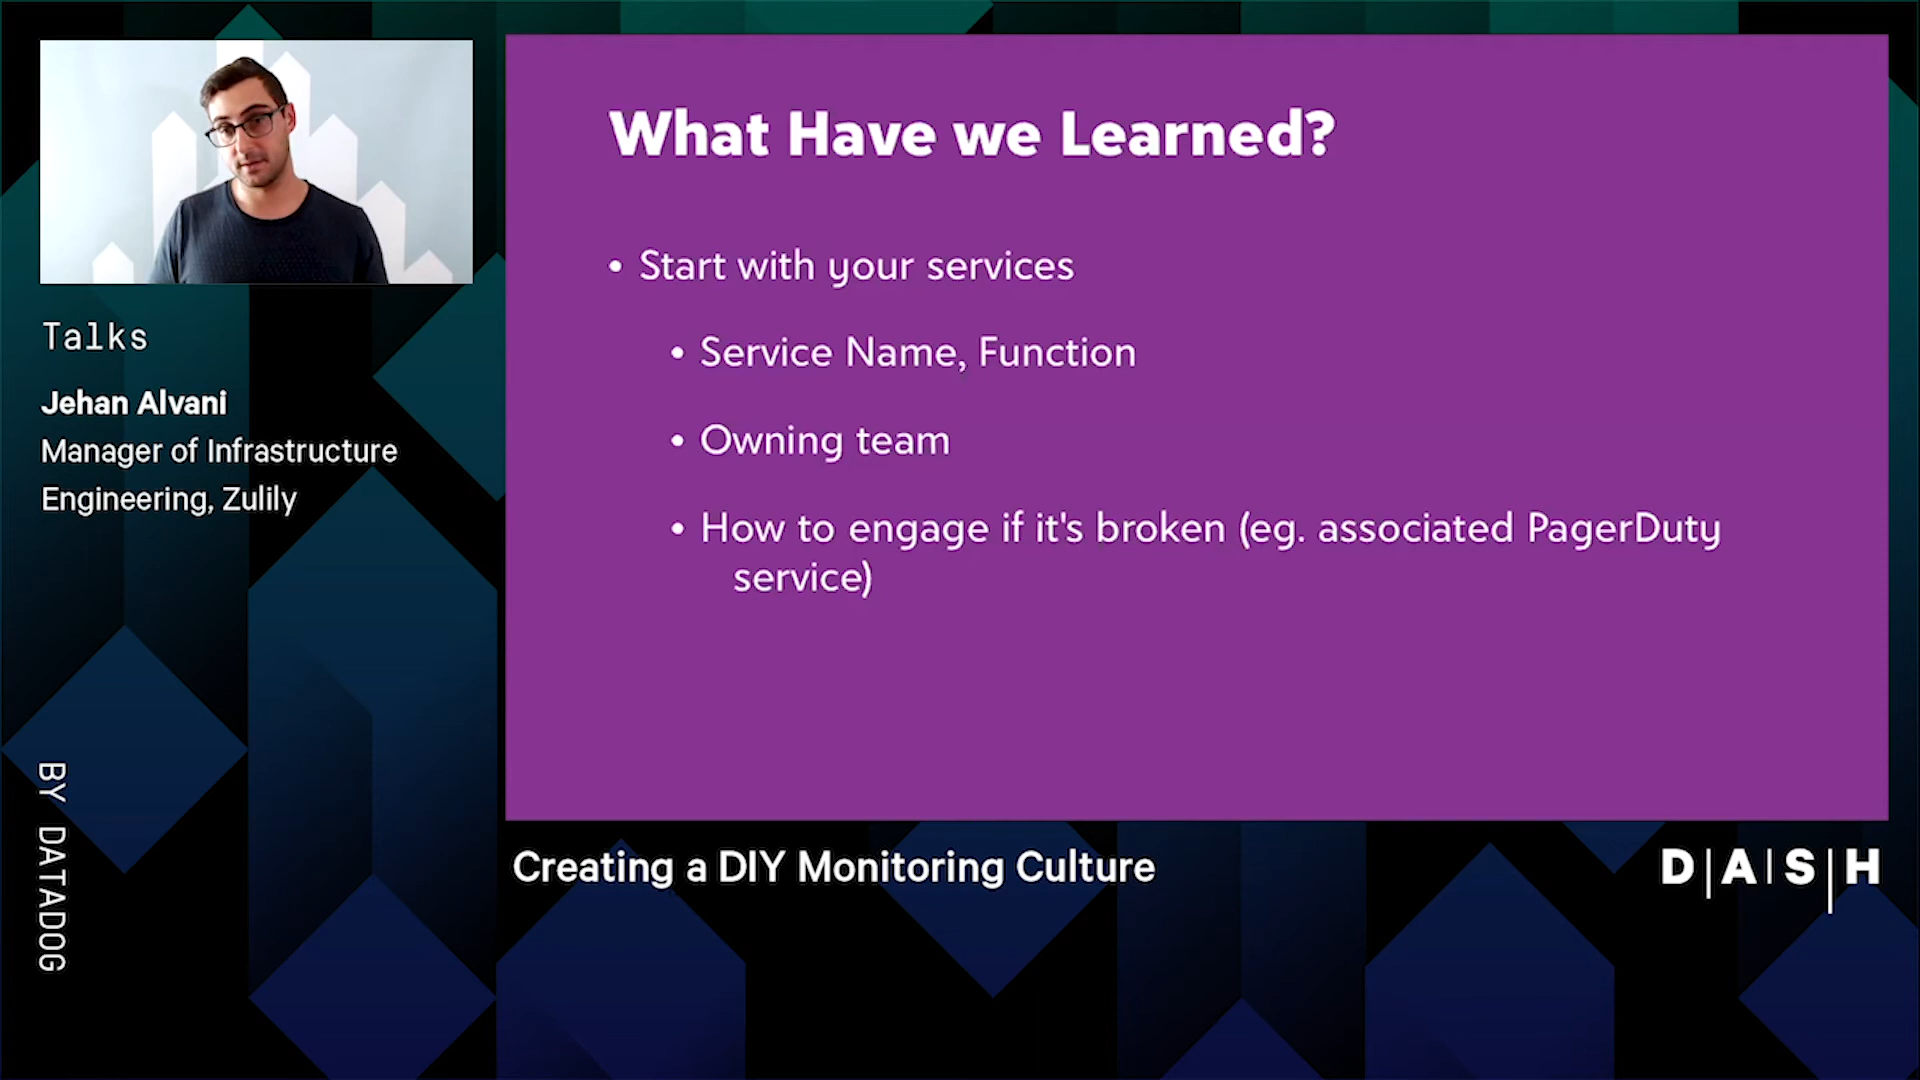 Talks
Jehan Alvani
Manager of Infrastructure
Engineering, Zulily
BY DATADOG
What Have we Learned?
• Start with your services
• Service Name, Function
• Owning team
• How to engage if it's broken (eg. associated PagerDuty
service)
Creating a DIY Monitoring Culture
D|A|S|H